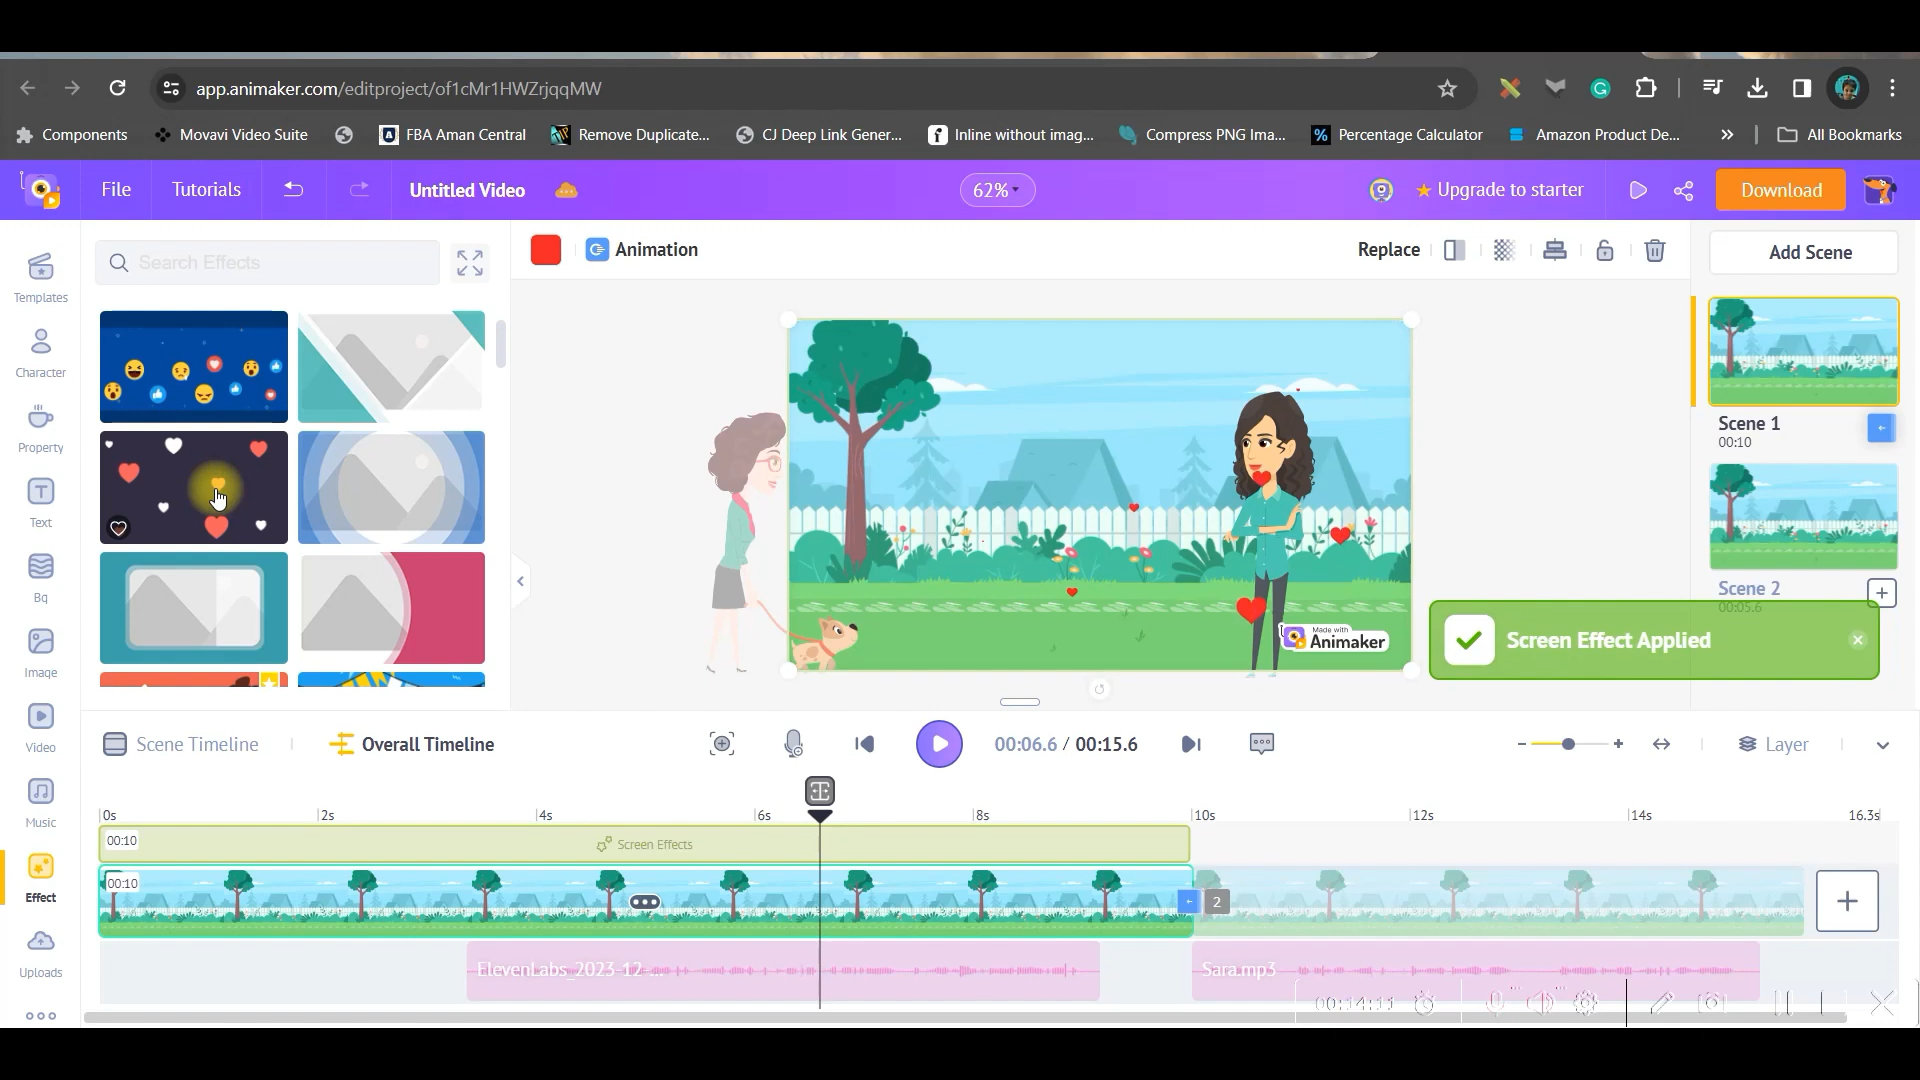 app.animaker.com/editproject/of1cMr1HWZrjqqMW
Components
Movavi Video Suite
FBA Aman Central
Remove Duplicate...
CJ Deep Link Gener...
Inline without imag...
Compress PNG Ima...
Percentage Calculator
Amazon Product De...
All Bookmarks
File
Tutorials
Untitled Video
62%
Upgrade to starter
Download
Search Effects
Animation
Replace
Add Scene
Templates
Character
Property
Text
Bg
Image
Video
Music
Effect
Uploads
Scene 1
00:10
Scene 2
00:05.6
Screen Effect Applied
Made with
Animaker
Scene Timeline
Overall Timeline
00:06.6 / 00:15.6
Layer
0s
2s
4s
6s
8s
10s
12s
14s
16.3s
00:10
Screen Effects
00:10
2
ElevenLabs_2023-12-...
Sara.mp3